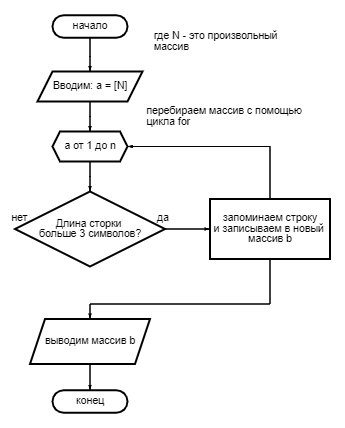 начало
где N - это произвольный
массив
Вводим: a = [N]
перебираем массив с помощью
цикла for
а от 1 до n
нет
да
Длина сторки
больше 3 символов?
запоминаем строку
и записываем в новый
массив b
выводим массив b
конец